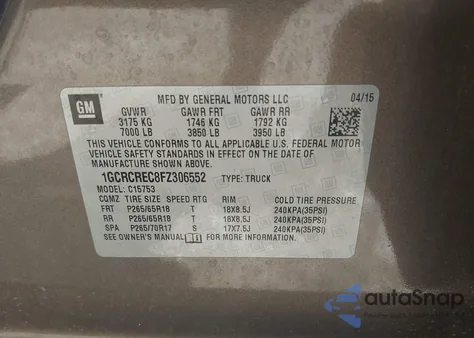 GM
MFD BY GENERAL MOTORS LLC 04/15
GVWR GAWR FRT GAWR RR
3175 KG 1746 KG 1792 KG
7000 LB 3850 LB 3950 LB
THIS VEHICLE CONFORMS TO ALL APPLICABLE U.S. FEDERAL MOTOR
VEHICLE SAFETY STANDARDS IN EFFECT ON THE DATE OF
MANUFACTURE SHOWN ABOVE.
1GCRCREC8FZ306552 TYPE: TRUCK
MODEL: C15753
CQMZ TIRE SIZE SPEED RTG RIM COLD TIRE PRESSURE
FRT P265/65R18 T 18X8.5J 240KPA(35PSI)
RR P265/65R18 T 18X8.5J 240KPA(35PSI)
SPA P265/70R17 S 17X7.5J 240KPA(35PSI)
SEE OWNER'S MANUAL FOR MORE INFORMATION.
autoSnap